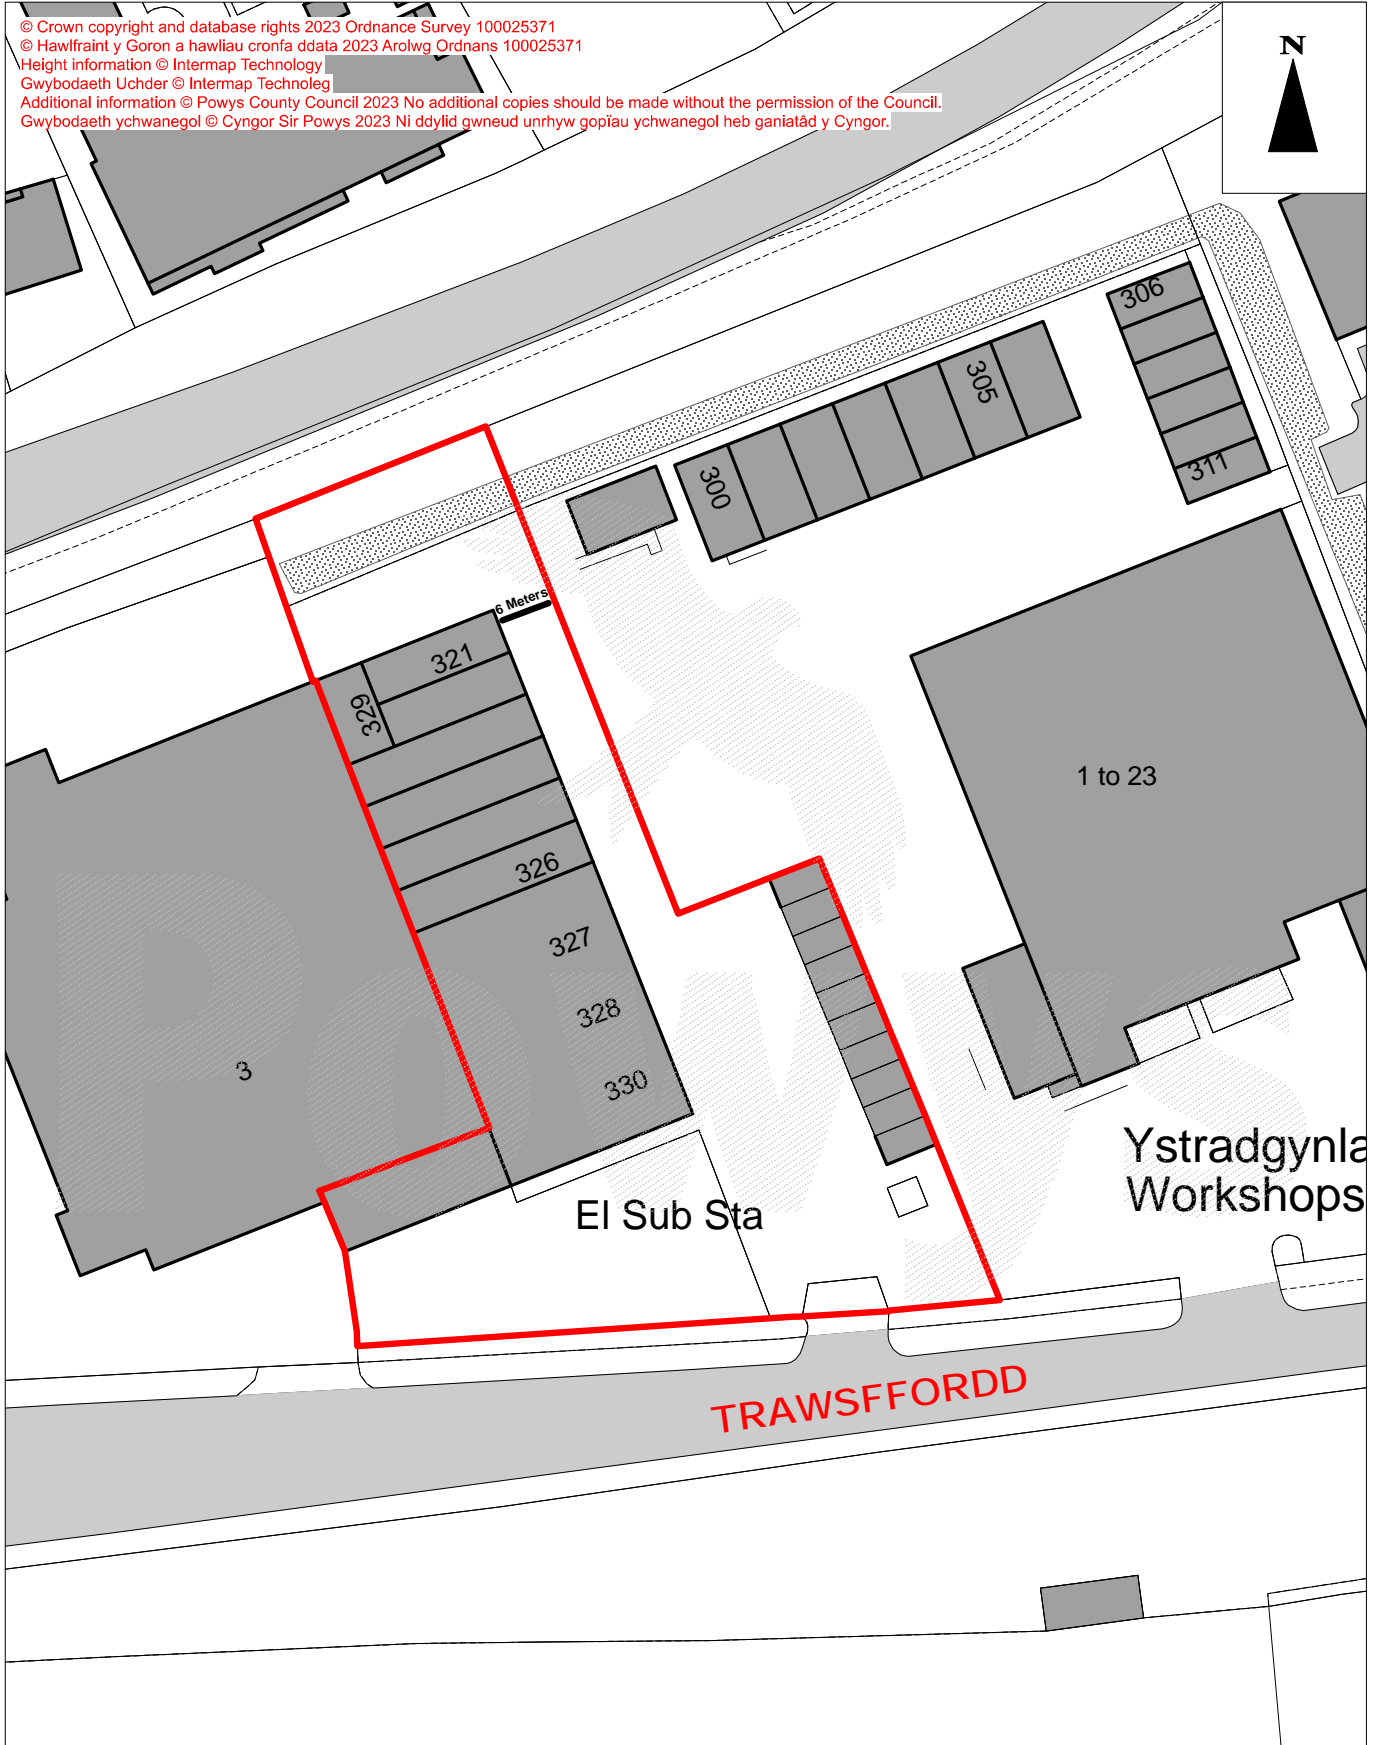 © Crown copyright and database rights 2023 Ordnance Survey 100025371
© Hawlfraint y Goron a hawliau cronfa ddata 2023 Arolwg Ordnans 100025371
Height information © Intermap Technology
Gwybodaeth Uchder © Intermap Technoleg
Additional information © Powys County Council 2023 No additional copies should be made without the permission of the Council.
Gwybodaeth ychwanegol © Cyngor Sir Powys 2023 Ni ddylid gwneud unrhyw gopïau ychwanegol heb ganiatâd y Cyngor.
N
306
305
311
300
6 Meters
321
329
1 to 23
326
327
328
3
330
Powys
Ystradgynla
Workshops
El Sub Sta
TRAWSFFORDD